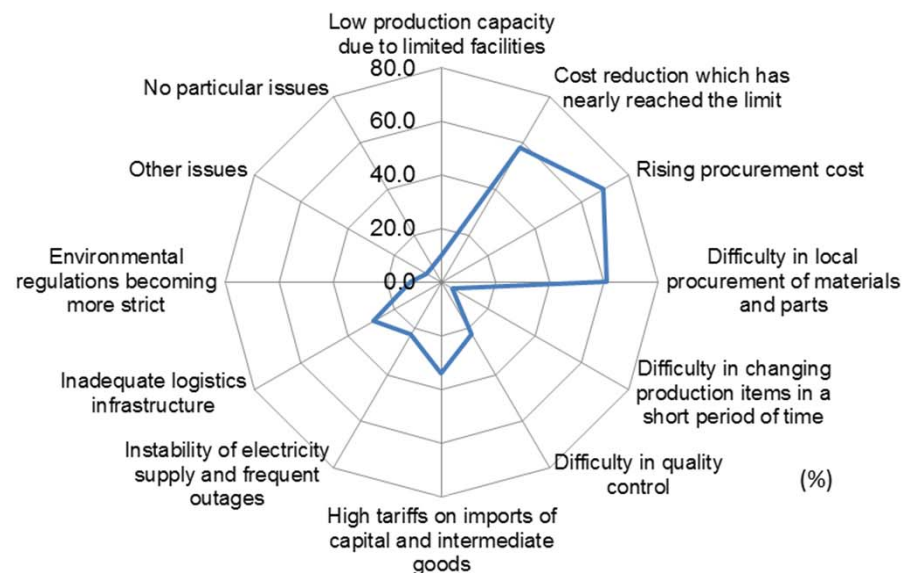 Low production capacity
due to limited facilities
80.0
60.0
40.0
20.0
0.0
Cost reduction which has
nearly reached the limit
Rising procurement cost
Difficulty in local
procurement of materials
and parts
Difficulty in changing
production items in a
short period of time
Difficulty in quality
control
(%)
High tariffs on imports of
capital and intermediate
goods
Instability of electricity
supply and frequent
outages
Inadequate logistics
infrastructure
Environmental
regulations becoming
more strict
Other issues
No particular issues